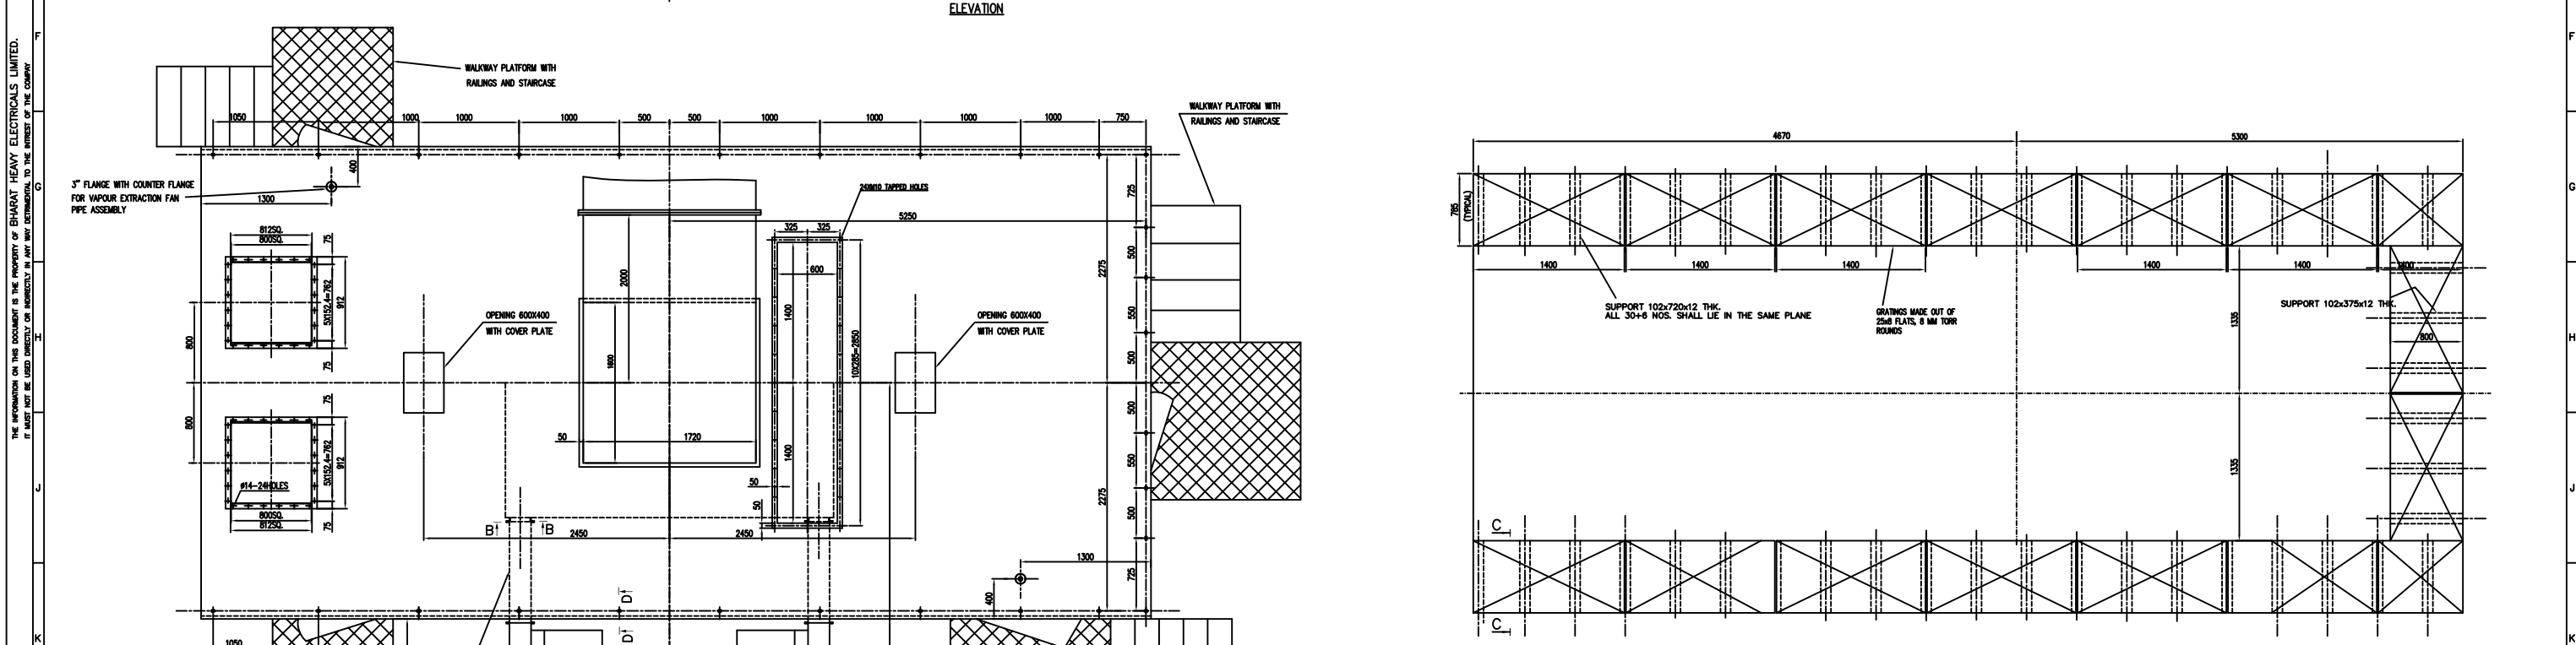 ELEVATION
F
F
THE INFORMATION ON THIS DOCUMENT IS THE PROPERTY OF BHARAT HEAVY ELECTRICALS LIMITED.
IT MUST NOT BE USED DIRECTLY OR INDIRECTLY IN ANY WAY DETRIMENTAL TO THE INTREST OF THE COMPAY
WALKWAY PLATFORM WITH
RAILINGS AND STAIRCASE
WALKWAY PLATFORM WITH
RAILINGS AND STAIRCASE
1050
1000
1000
1000
500
500
1000
1000
1000
1000
750
4670
5300
400
3" FLANGE WITH COUNTER FLANGE
FOR VAPOUR EXTRACTION FAN
PIPE ASSEMBLY
1300
G
G
24XM10 TAPPED HOLES
725
785
(TYPICAL)
5250
812SQ.
800SQ.
75
325
325
500
2275
600
2000
1400
1400
1400
1400
1400
1400
5X152.4=762
912
1400
550
SUPPORT 102x720x12 THK.
ALL 30+6 NOS. SHALL LIE IN THE SAME PLANE
GRATINGS MADE OUT OF
25x6 FLATS, 8 MM TORR
ROUNDS
SUPPORT 102x375x12 THK.
OPENING 600X400
WITH COVER PLATE
OPENING 600X400
WITH COVER PLATE
H
H
800
75
1600
10X285=2850
500
1335
800
800
75
500
50
1720
1400
550
2275
1335
5X152.4=762
912
ø14-24HOLES
J
J
50
50
800SQ.
812SQ.
75
500
B
B
2450
2450
C
1300
725
400
D
D
C
K
K
1050